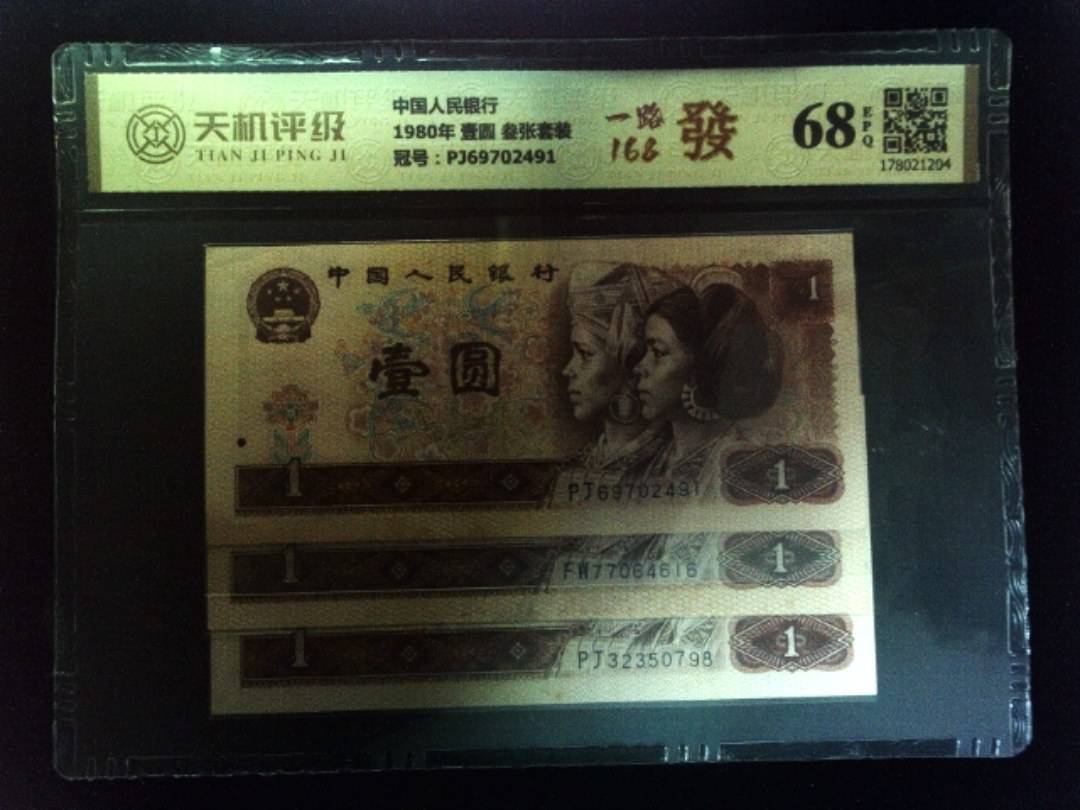 天机评级
TIAN JI PING JI
中国人民银行
1980年 壹圆 叁张套装
冠号：PJ69702491
一路
168
發
68
EPQ
178021204
中国人民银行
1
壹圆
1
PJ69702491
1
1
FW77064616
1
1
PJ32350798
1